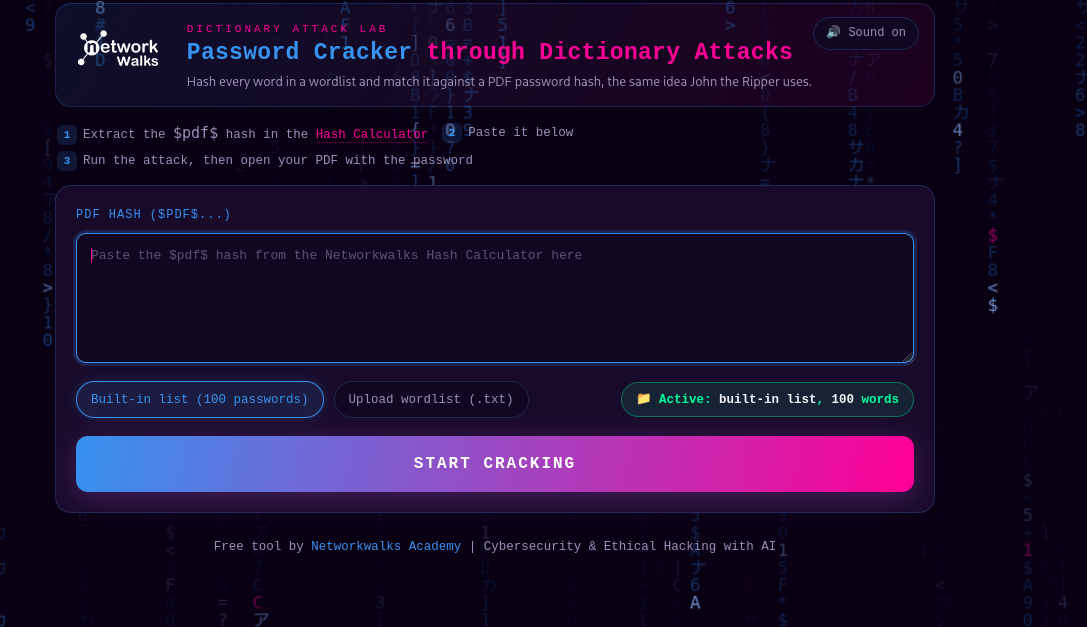 network
Walks
DICTIONARY ATTACK LAB
Password Cracker through Dictionary Attacks
Hash every word in a wordlist and match it against a PDF password hash, the same idea John the Ripper uses.
🔊 Sound on
1 Extract the $pdf$ hash in the Hash Calculator 2 Paste it below
3 Run the attack, then open your PDF with the password
PDF HASH ($PDF$...)
Paste the $pdf$ hash from the Networkwalks Hash Calculator here
Built-in list (100 passwords) Upload wordlist (.txt) 📁 Active: built-in list, 100 words
START CRACKING
Free tool by Networkwalks Academy | Cybersecurity & Ethical Hacking with AI